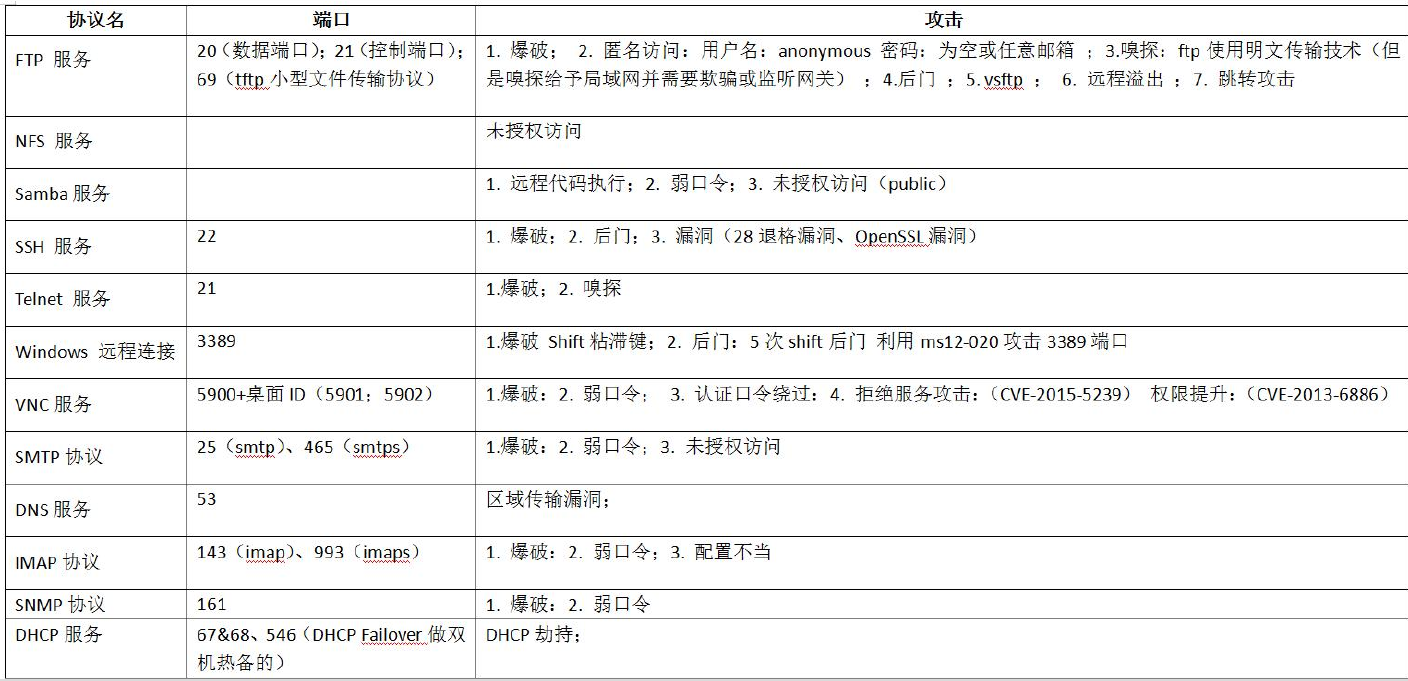 协议名 端口 攻击
FTP 服务 20（数据端口）；21（控制端口）； 1. 爆破； 2. 匿名访问：用户名：anonymous 密码：为空或任意邮箱 ；3.嗅探：ftp 使用明文传输技术（但
69（tftp 小型文件传输协议） 是嗅探给予局域网并需要欺骗或监听网关） ；4.后门 ；5. vsftp ； 6. 远程溢出 ；7. 跳转攻击
NFS 服务 未授权访问
Samba 服务 1. 远程代码执行；2. 弱口令；3. 未授权访问（public）
SSH 服务 22 1. 爆破；2. 后门；3. 漏洞（28 退格漏洞、OpenSSL 漏洞）
Telnet 服务 21 1.爆破；2. 嗅探
Windows 远程连接 3389 1.爆破 Shift 粘滞键；2. 后门：5 次 shift 后门 利用 ms12-020 攻击 3389 端口
VNC 服务 5900+桌面 ID（5901；5902） 1.爆破：2. 弱口令； 3. 认证口令绕过：4. 拒绝服务攻击：（CVE-2015-5239） 权限提升：（CVE-2013-6886）
SMTP 协议 25（smtp）、465（smtps） 1.爆破：2. 弱口令；3. 未授权访问
DNS 服务 53 区域传输漏洞；
IMAP 协议 143（imap）、993（imaps） 1. 爆破：2. 弱口令；3. 配置不当
SNMP 协议 161 1. 爆破：2. 弱口令
DHCP 服务 67&68、546（DHCP Failover 做双 DHCP 劫持；
机热备的）